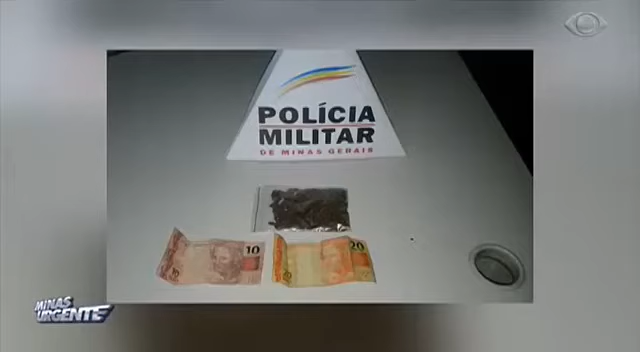 POLÍCIA
MILITAR
DE MINAS GERAIS
10
20
MINAS
URGENTE